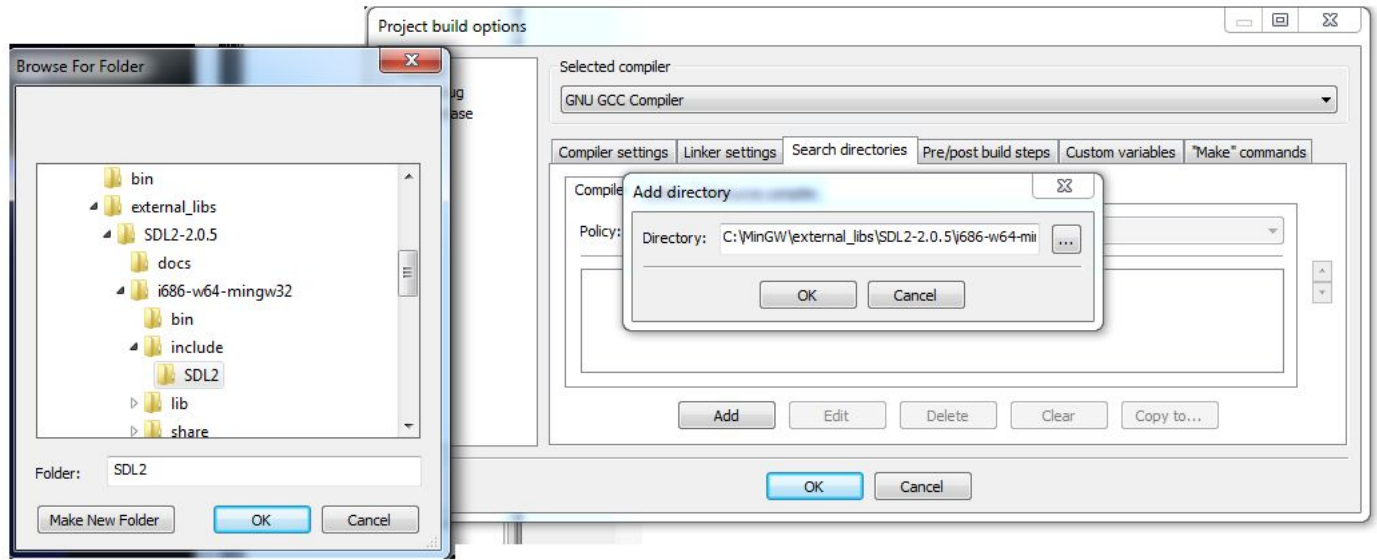 Project build options
Selected compiler
GNU GCC Compiler
Compiler settings
Linker settings
Search directories
Pre/post build steps
Custom variables
"Make" commands
Policy:
Add
Edit
Delete
Clear
Copy to...
OK
Cancel
Add directory
Directory:
C:\MinGW\external_libs\SDL2-2.0.5\i686-w64-mi
...
OK
Cancel
Browse For Folder
bin
external_libs
SDL2-2.0.5
docs
i686-w64-mingw32
bin
include
SDL2
lib
share
Folder:
SDL2
Make New Folder
OK
Cancel